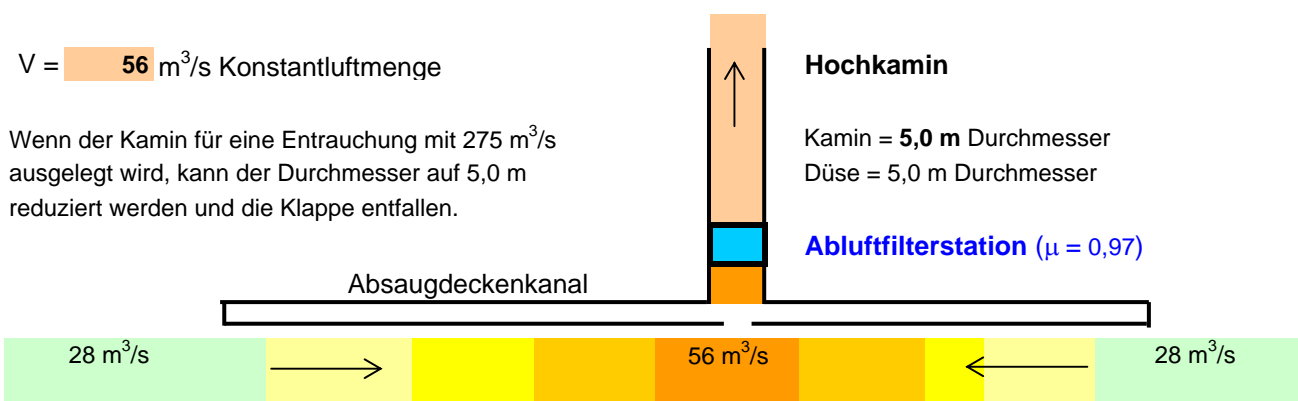 V = 56 m³/s Konstantluftmenge
Hochkamin
Wenn der Kamin für eine Entrauchung mit 275 m³/s
ausgelegt wird, kann der Durchmesser auf 5,0 m
reduziert werden und die Klappe entfallen.
Kamin = 5,0 m Durchmesser
Düse = 5,0 m Durchmesser
Abluftfilterstation (μ = 0,97)
Absaugdeckenkanal
28 m³/s 56 m³/s 28 m³/s